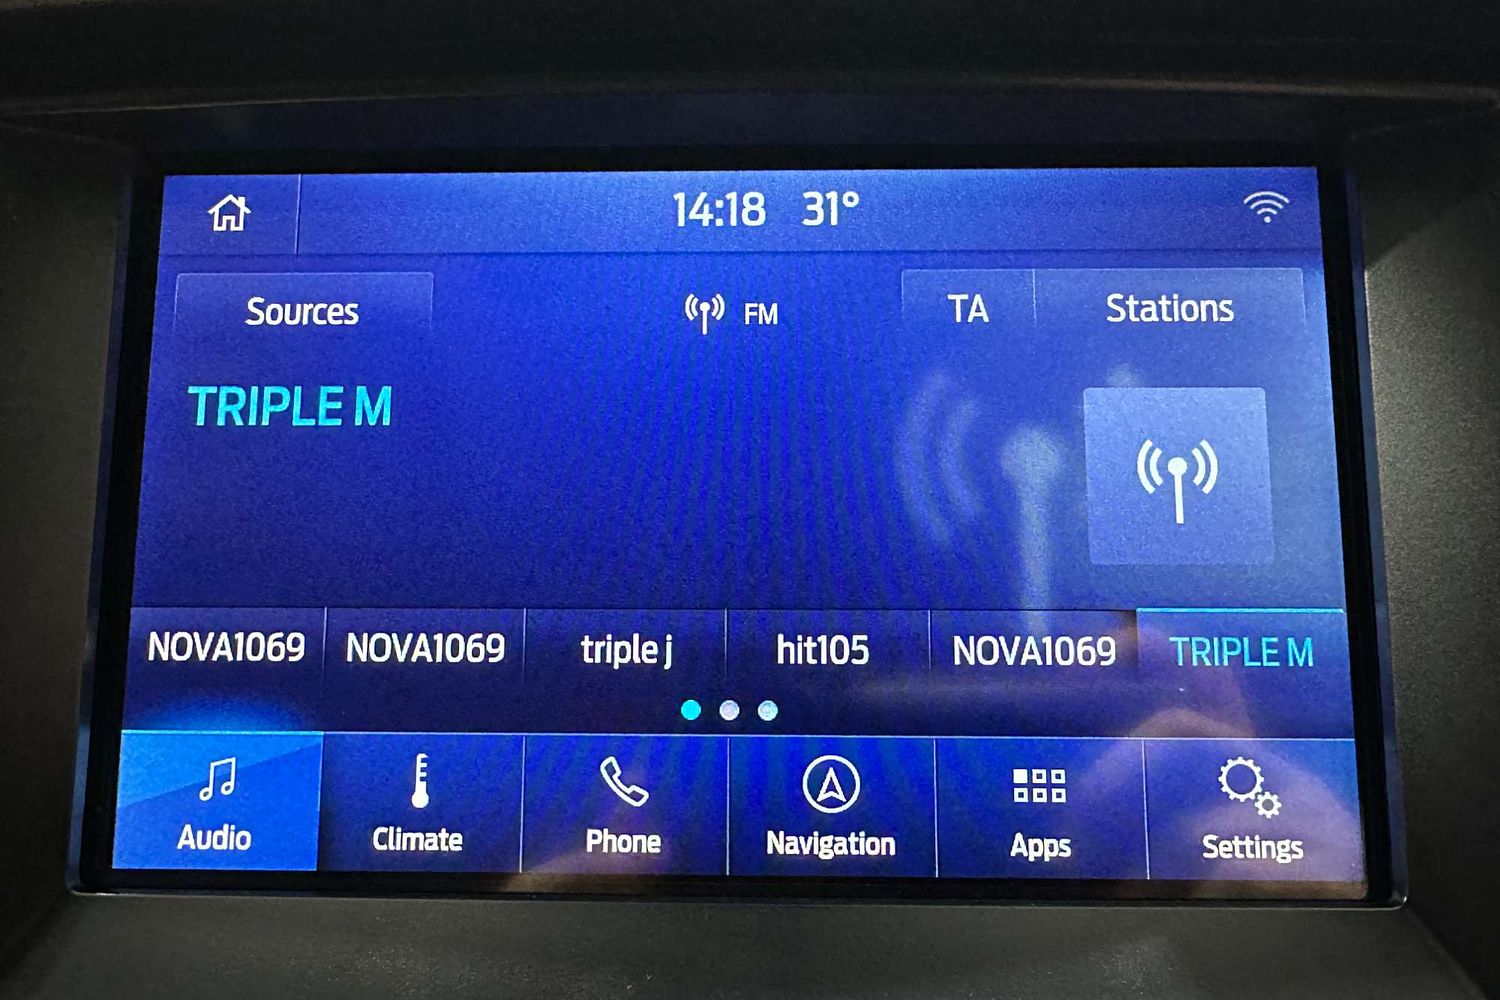 14:18 31°
Sources FM TA Stations
TRIPLE M
NOVA1069 NOVA1069 triple j hit105 NOVA1069 TRIPLE M
Audio Climate Phone Navigation Apps Settings